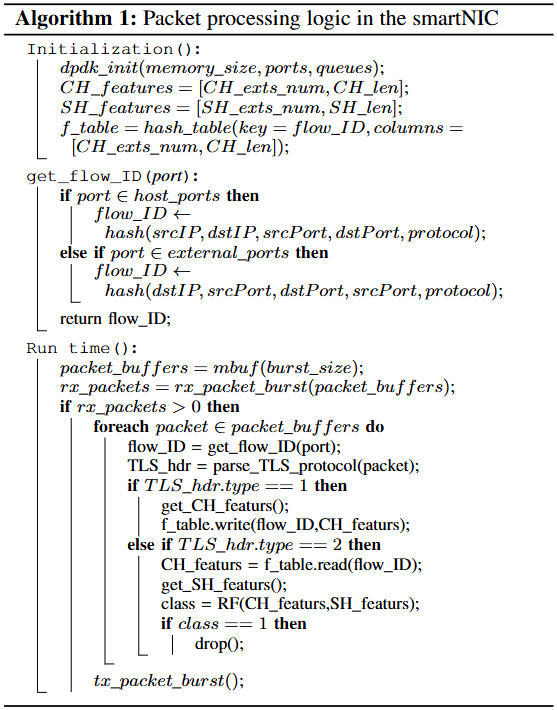 Algorithm 1: Packet processing logic in the smartNIC
Initialization():
dpdk_init(memory_size, ports, queues);
CH_features = [CH_exts_num, CH_len];
SH_features = [SH_exts_num, SH_len];
f_table = hash_table(key = flow_ID, columns =
[CH_exts_num, CH_len]);
get_flow_ID(port):
if port ∈ host_ports then
flow_ID ←
hash(srcIP, dstIP, srcPort, dstPort, protocol);
else if port ∈ external_ports then
flow_ID ←
hash(dstIP, srcPort, dstPort, srcPort, protocol);
return flow_ID;
Run time():
packet_buffers = mbuf(burst_size);
rx_packets = rx_packet_burst(packet_buffers);
if rx_packets > 0 then
foreach packet ∈ packet_buffers do
flow_ID = get_flow_ID(port);
TLS_hdr = parse_TLS_protocol(packet);
if TLS_hdr.type == 1 then
get_CH_featurs();
f_table.write(flow_ID,CH_featurs);
else if TLS_hdr.type == 2 then
CH_featurs = f_table.read(flow_ID);
get_SH_featurs();
class = RF(CH_featurs,SH_featurs);
if class == 1 then
drop();
tx_packet_burst();